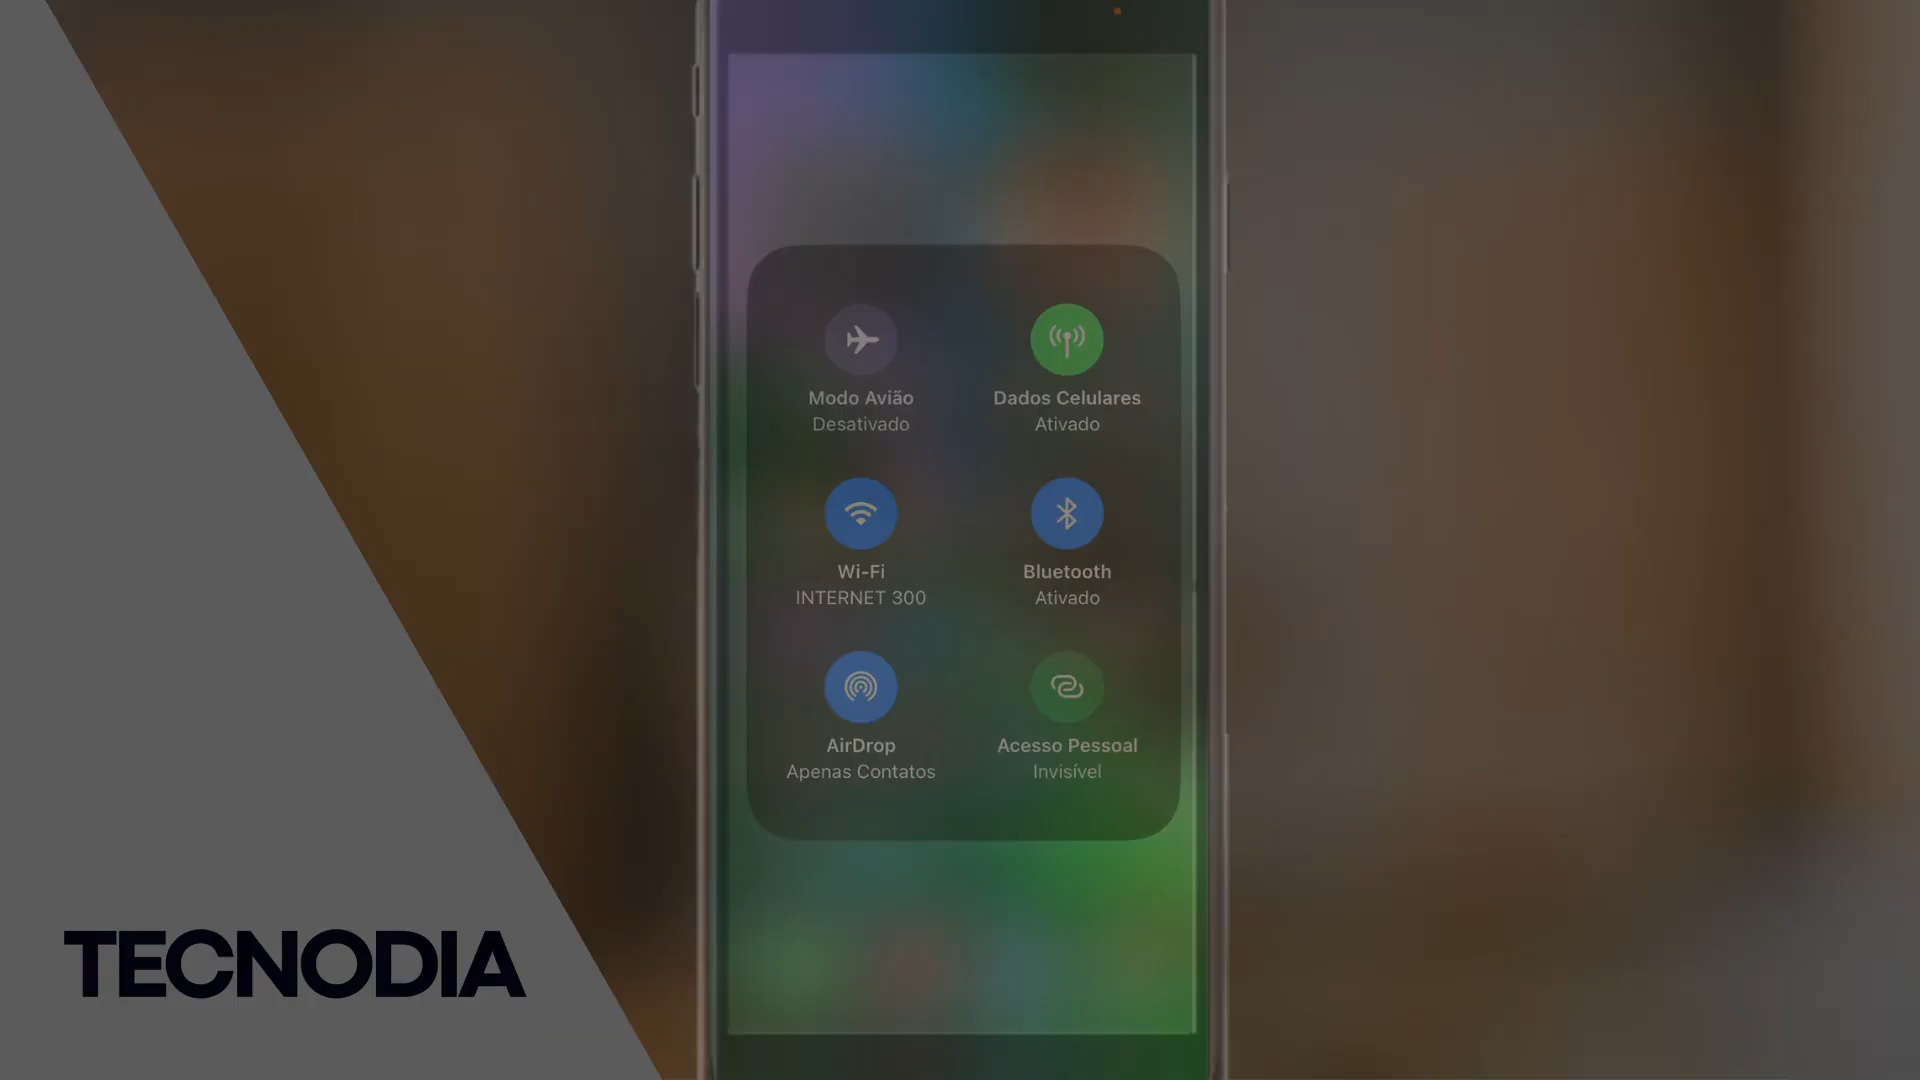 Modo Avião
Desativado
Dados Celulares
Ativado
Wi-Fi
INTERNET 300
Bluetooth
Ativado
AirDrop
Apenas Contatos
Acesso Pessoal
Invisível
TECNODIA